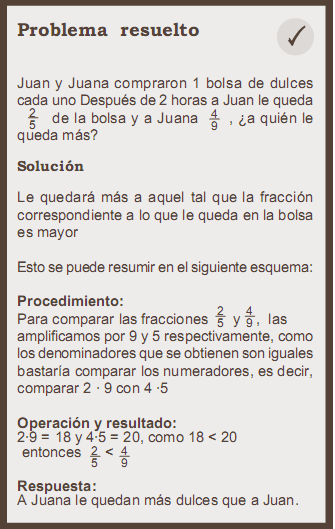 Problema resuelto
Juan y Juana compraron 1 bolsa de dulces
cada uno Después de 2 horas a Juan le queda
2/5 de la bolsa y a Juana 4/9 , ¿a quién le
queda más?
Solución
Le quedará más a aquel tal que la fracción
correspondiente a lo que le queda en la bolsa
es mayor
Esto se puede resumir en el siguiente esquema:
Procedimiento:
Para comparar las fracciones 2/5 y 4/9, las
amplificamos por 9 y 5 respectivamente, como
los denominadores que se obtienen son iguales
bastaría comparar los numeradores, es decir,
comparar 2 · 9 con 4 ·5
Operación y resultado:
2·9 = 18 y 4·5 = 20, como 18 < 20
entonces 2/5 < 4/9
Respuesta:
A Juana le quedan más dulces que a Juan.